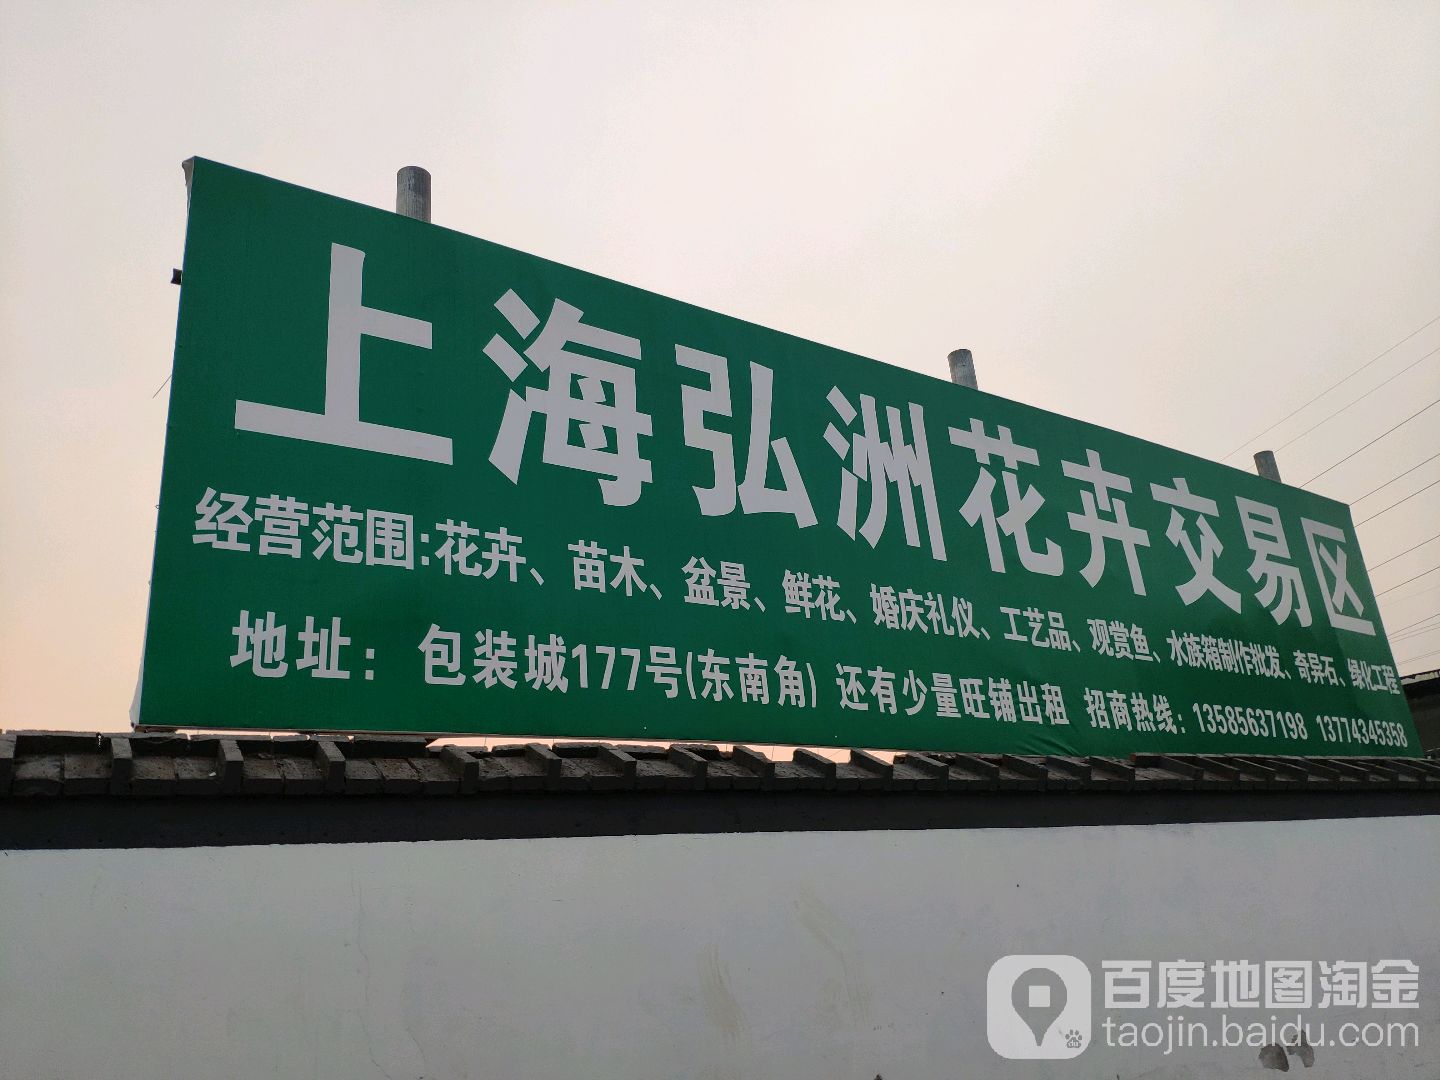 上海弘洲花卉交易区
经营范围:花卉、苗木、盆景、鲜花、婚庆礼仪、工艺品、观赏鱼、水族箱制作批发、奇异石、绿化工程
地址：包装城177号(东南角) 还有少量旺铺出租 招商热线：13585637198 13774345358
百度地图淘金
du
taojin.baidu.com